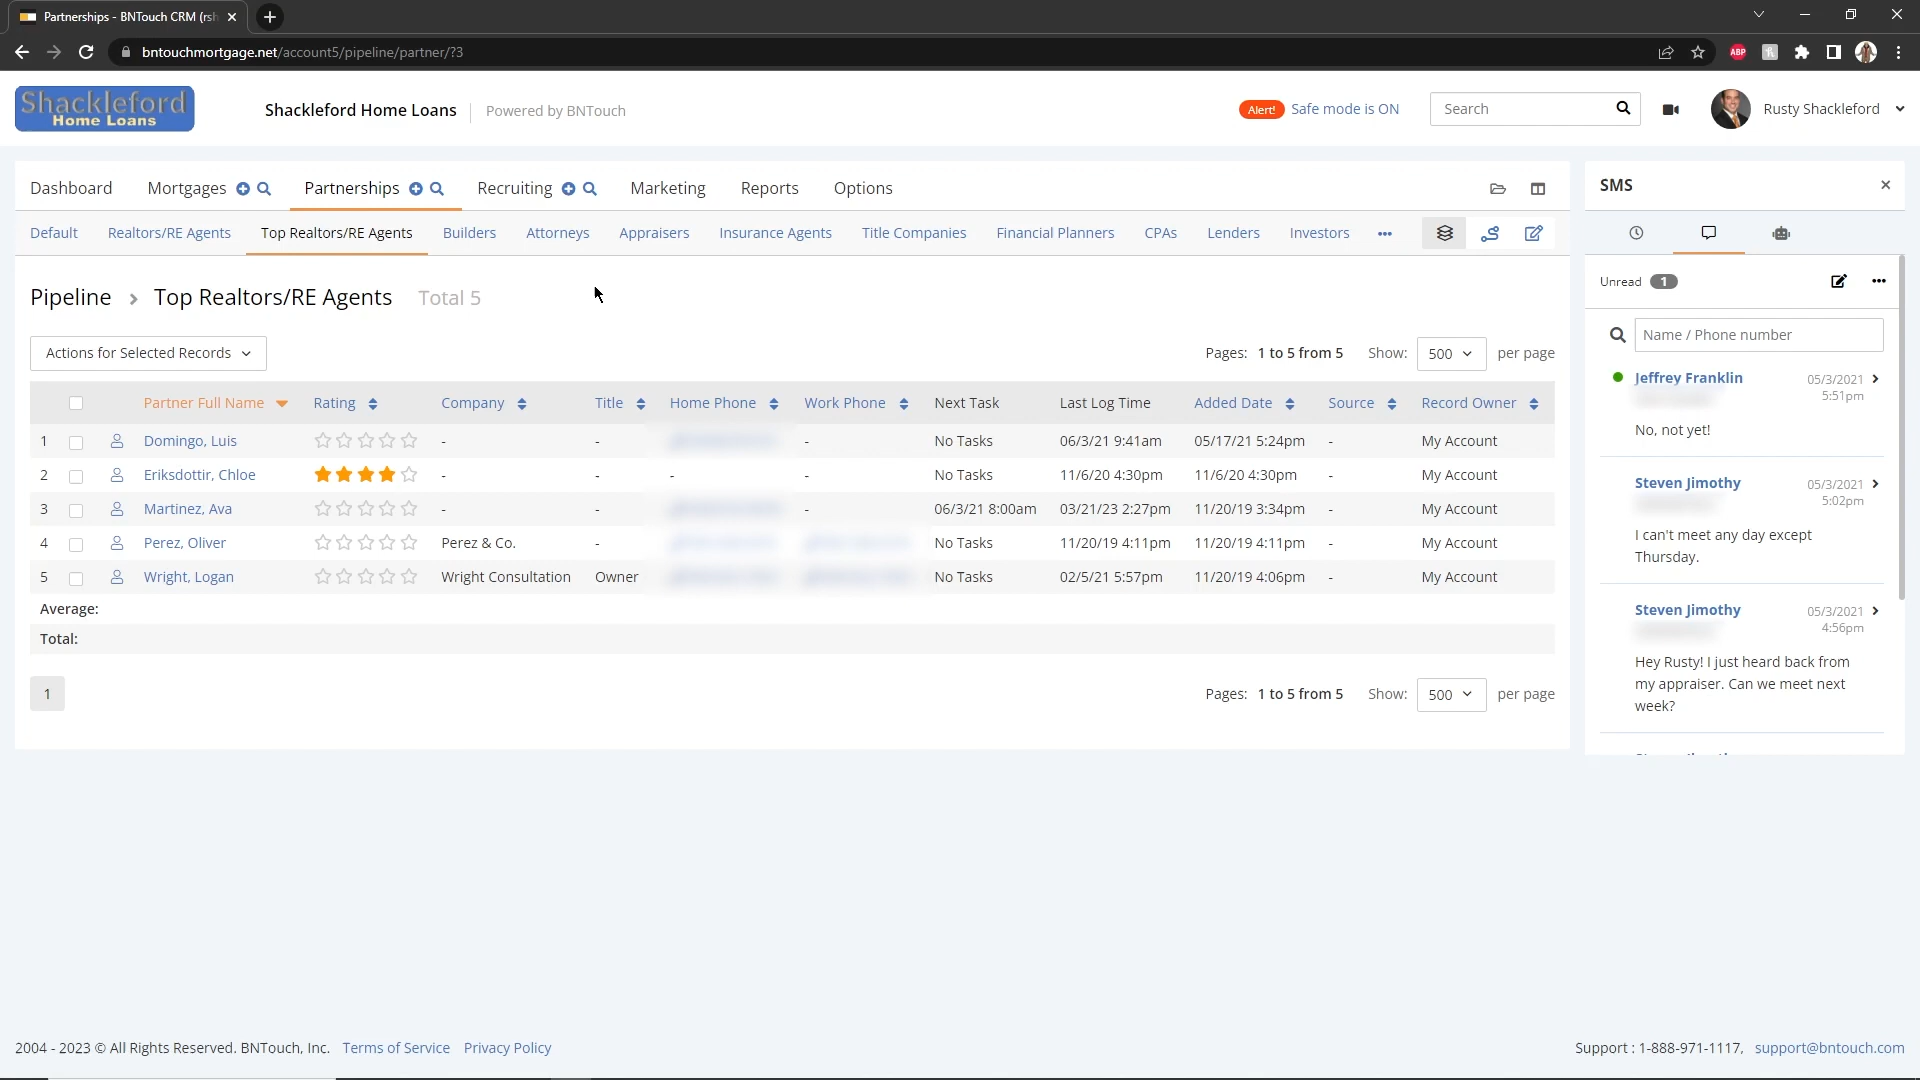 Partnerships - BNTouch CRM (rsh
bntouchmortgage.net/account5/pipeline/partner/?3
ABP
Shackleford
Home Loans
Shackleford Home Loans
Powered by BNTouch
Alert!
Safe mode is ON
Search
Rusty Shackleford
Dashboard
Mortgages
Partnerships
Recruiting
Marketing
Reports
Options
Default
Realtors/RE Agents
Top Realtors/RE Agents
Builders
Attorneys
Appraisers
Insurance Agents
Title Companies
Financial Planners
CPAs
Lenders
Investors
Pipeline > Top Realtors/RE Agents Total 5
Actions for Selected Records
Pages: 1 to 5 from 5 Show: 500 per page
Partner Full Name Rating Company Title Home Phone Work Phone Next Task Last Log Time Added Date Source Record Owner
1 Domingo, Luis - - - No Tasks 06/3/21 9:41am 05/17/21 5:24pm - My Account
2 Eriksdottir, Chloe - - - - No Tasks 11/6/20 4:30pm 11/6/20 4:30pm - My Account
3 Martinez, Ava - - - 06/3/21 8:00am 03/21/23 2:27pm 11/20/19 3:34pm - My Account
4 Perez, Oliver Perez & Co. - No Tasks 11/20/19 4:11pm 11/20/19 4:11pm - My Account
5 Wright, Logan Wright Consultation Owner No Tasks 02/5/21 5:57pm 11/20/19 4:06pm - My Account
Average:
Total:
1
Pages: 1 to 5 from 5 Show: 500 per page
SMS
Unread 1
Name / Phone number
Jeffrey Franklin 05/3/2021
5:51pm
No, not yet!
Steven Jimothy 05/3/2021
5:02pm
I can't meet any day except
Thursday.
Steven Jimothy 05/3/2021
4:56pm
Hey Rusty! I just heard back from
my appraiser. Can we meet next
week?
2004 - 2023 © All Rights Reserved. BNTouch, Inc. Terms of Service Privacy Policy
Support : 1-888-971-1117, support@bntouch.com